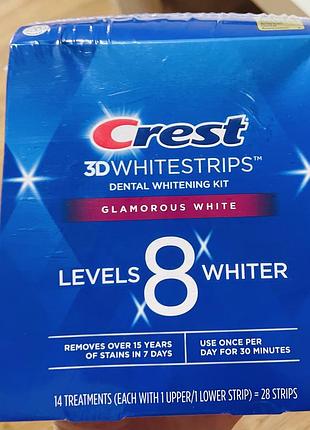 Crest
3DWHITESTRIPS™
DENTAL WHITENING KIT
GLAMOROUS WHITE
LEVELS 8 WHITER
REMOVES OVER 15 YEARS
OF STAINS IN 7 DAYS
USE ONCE PER
DAY FOR 30 MINUTES
14 TREATMENTS (EACH WITH 1 UPPER/1 LOWER STRIP) = 28 STRIPS